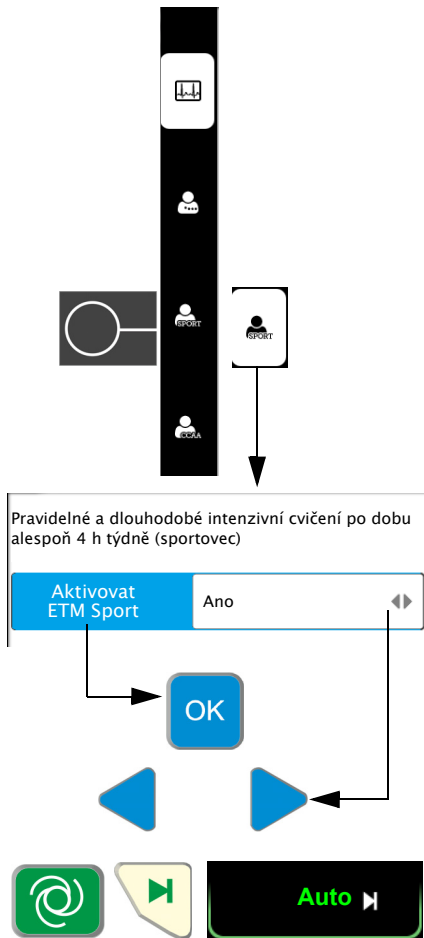 SPORT
SPORT
CCAA
Pravidelné a dlouhodobé intenzivní cvičení po dobu
alespoň 4 h týdně (sportovec)
Aktivovat
ETM Sport
Ano
OK
Auto